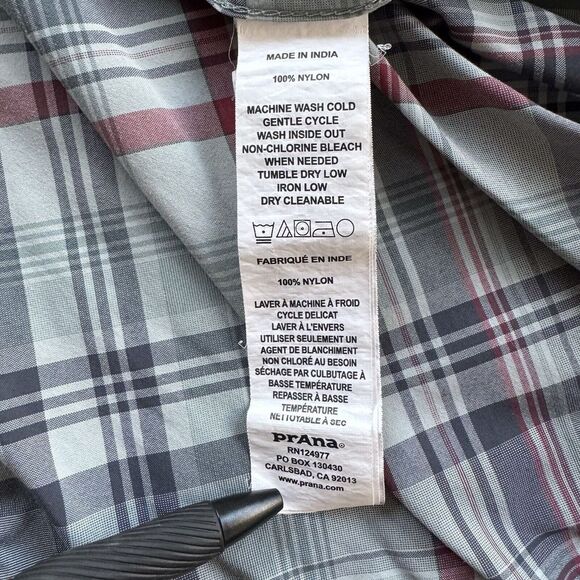 MADE IN INDIA
100% NYLON
MACHINE WASH COLD
GENTLE CYCLE
WASH INSIDE OUT
NON-CHLORINE BLEACH
WHEN NEEDED
TUMBLE DRY LOW
IRON LOW
DRY CLEANABLE
FABRIQUÉ EN INDE
100% NYLON
LAVER À MACHINE À FROID
CYCLE DELICAT
LAVER À L'ENVERS
UTILISER SEULEMENT UN
AGENT DE BLANCHIMENT
NON CHLORÉ AU BESOIN
SÉCHAGE PAR CULBUTAGE À
BASSE TEMPÉRATURE
REPASSER À BASSE
TEMPÉRATURE
NETTOYABLE À SEC
prAna®
RN124977
PO BOX 130430
CARLSBAD, CA 92013
www.prana.com